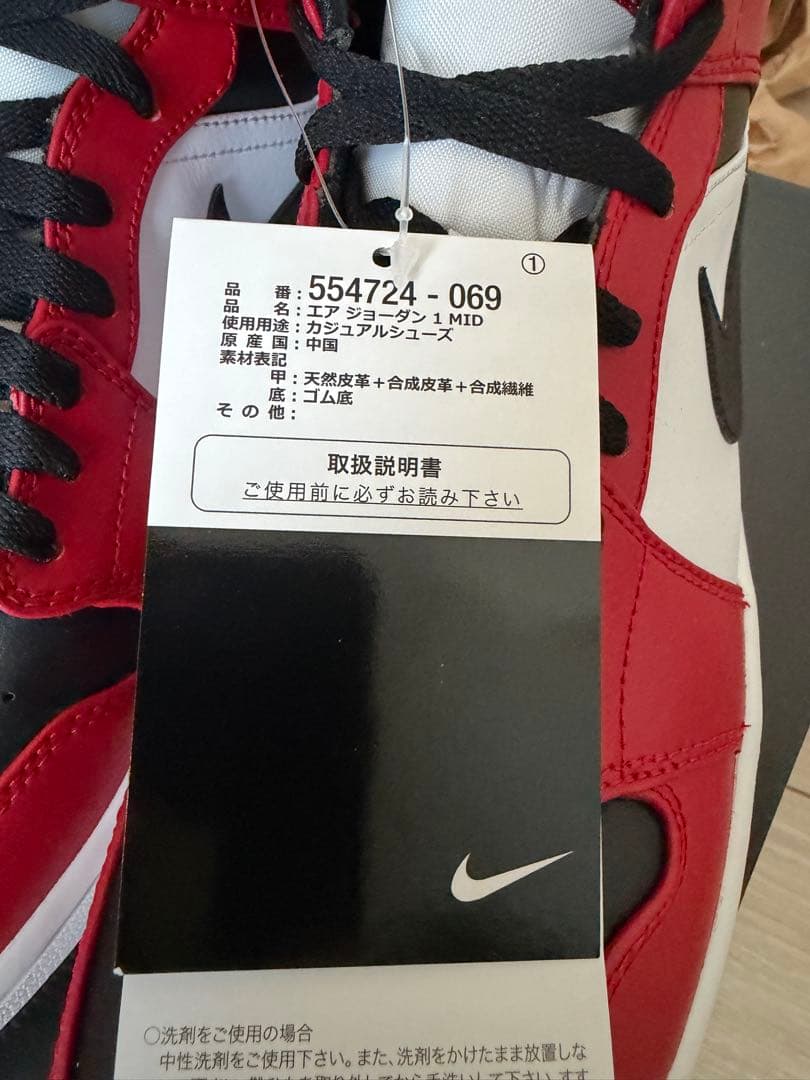 ①
品番：554724 - 069
品名：エア ジョーダン 1 MID
使用用途：カジュアルシューズ
原産国：中国
素材表記
甲：天然皮革＋合成皮革＋合成繊維
底：ゴム底
その他：
取扱説明書
ご使用前に必ずお読み下さい
○洗剤をご使用の場合
中性洗剤をご使用下さい。また、洗剤をかけたまま放置しな